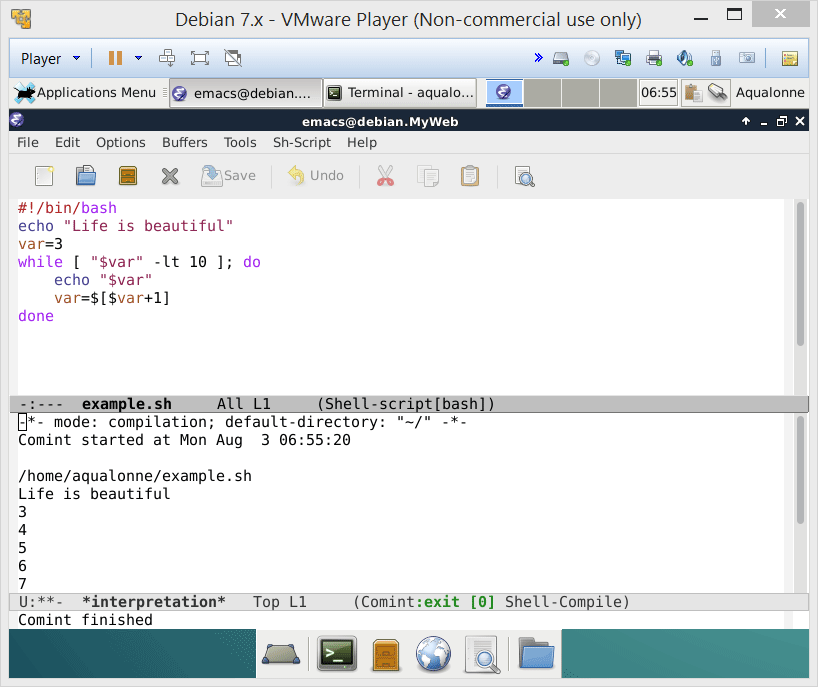 Debian 7.x - VMware Player (Non-commercial use only)
Player
Applications Menu emacs@debian.... Terminal - aqualo... 06:55 Aqualonne
emacs@debian.MyWeb
File Edit Options Buffers Tools Sh-Script Help
Save Undo
#!/bin/bash
echo "Life is beautiful"
var=3
while [ "$var" -lt 10 ]; do
    echo "$var"
    var=$[$var+1]
done
-:--- example.sh All L1 (Shell-script[bash])
-*- mode: compilation; default-directory: "~/" -*-
Comint started at Mon Aug  3 06:55:20
/home/aqualonne/example.sh
Life is beautiful
3
4
5
6
7
U:**- *interpretation* Top L1 (Comint:exit [0] Shell-Compile)
Comint finished